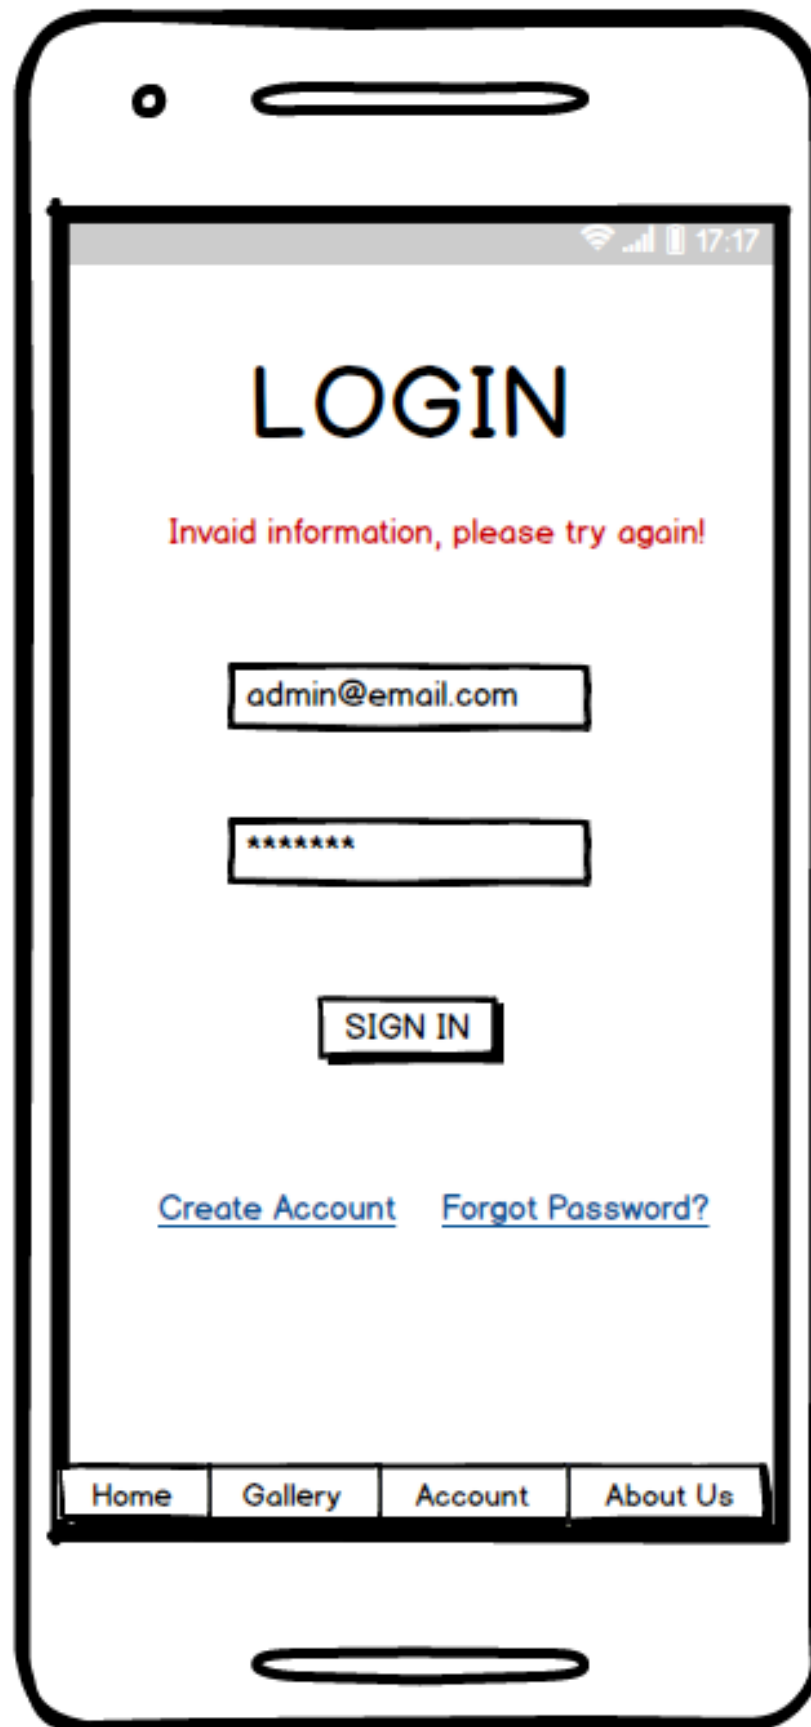 17:17
LOGIN
Invaid information, please try again!
admin@email.com
*******
SIGN IN
Create Account Forgot Password?
Home Gallery Account About Us